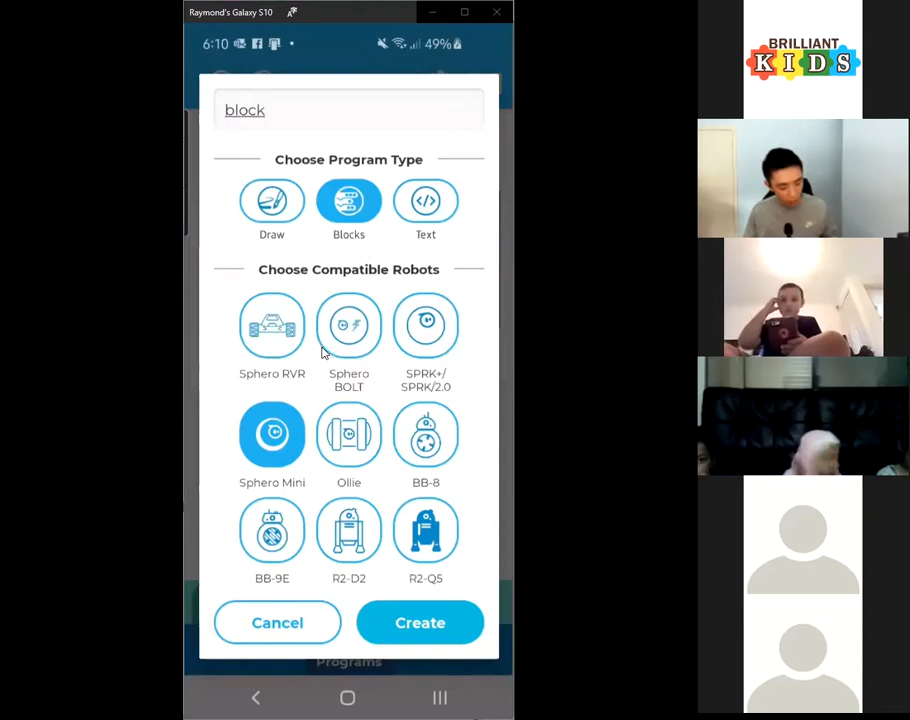 Raymond's Galaxy S10
6:10
49%
block
Choose Program Type
Draw
Blocks
Text
Choose Compatible Robots
Sphero RVR
Sphero
BOLT
SPRK+/
SPRK/2.0
Sphero Mini
Ollie
BB-8
BB-9E
R2-D2
R2-Q5
Cancel
Create
Programs
BRILLIANT
KIDS